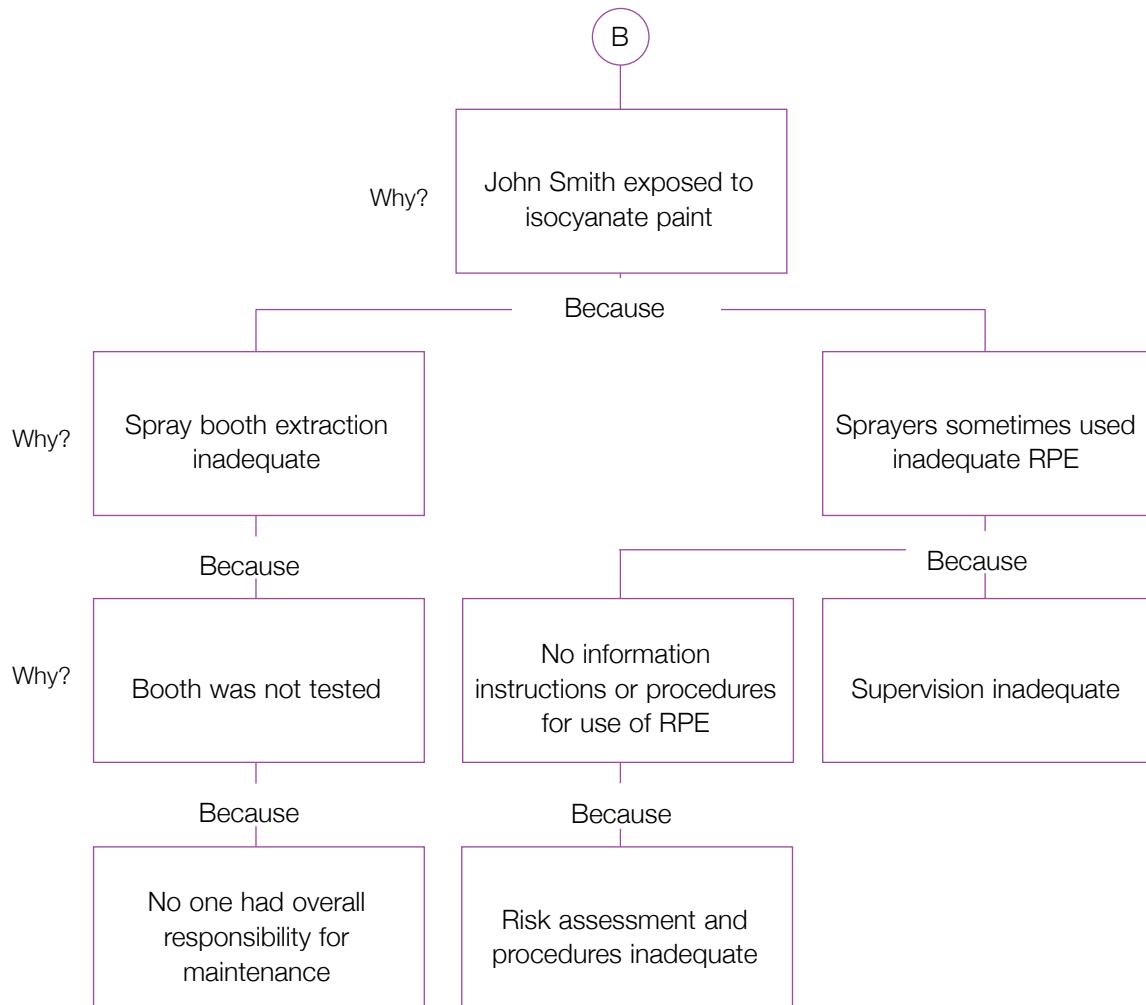 B
Why?
John Smith exposed to
isocyanate paint
Because
Why?
Spray booth extraction
inadequate
Sprayers sometimes used
inadequate RPE
Because
Because
Why?
Booth was not tested
No information
instructions or procedures
for use of RPE
Supervision inadequate
Because
Because
No one had overall
responsibility for
maintenance
Risk assessment and
procedures inadequate